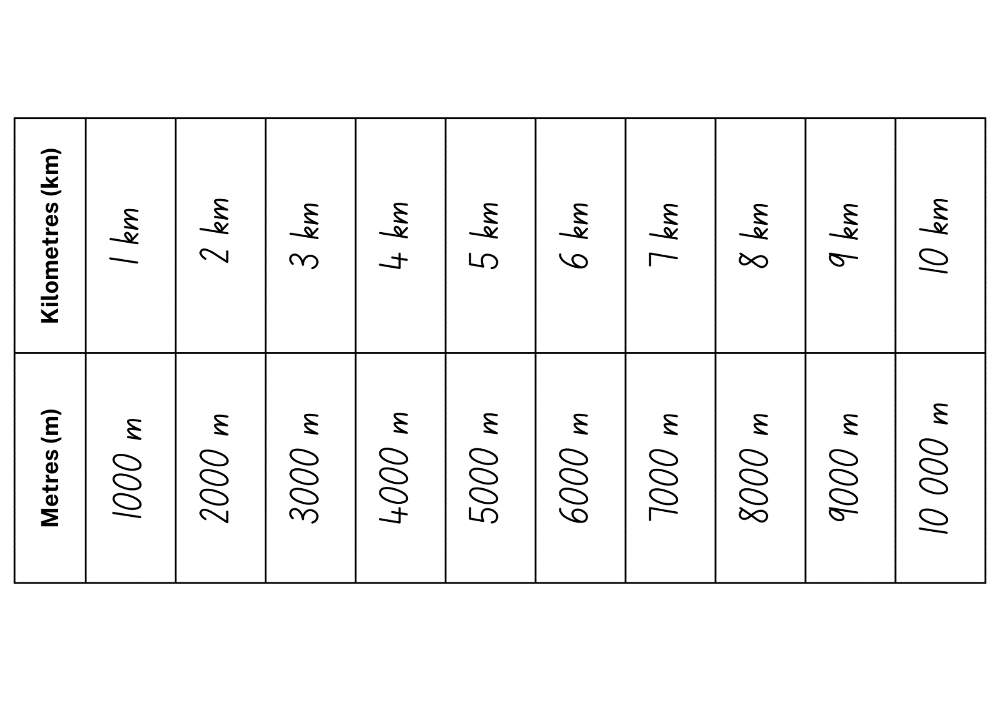 Metres (m) Kilometres (km)
1000 m 1 km
2000 m 2 km
3000 m 3 km
4000 m 4 km
5000 m 5 km
6000 m 6 km
7000 m 7 km
8000 m 8 km
9000 m 9 km
10 000 m 10 km